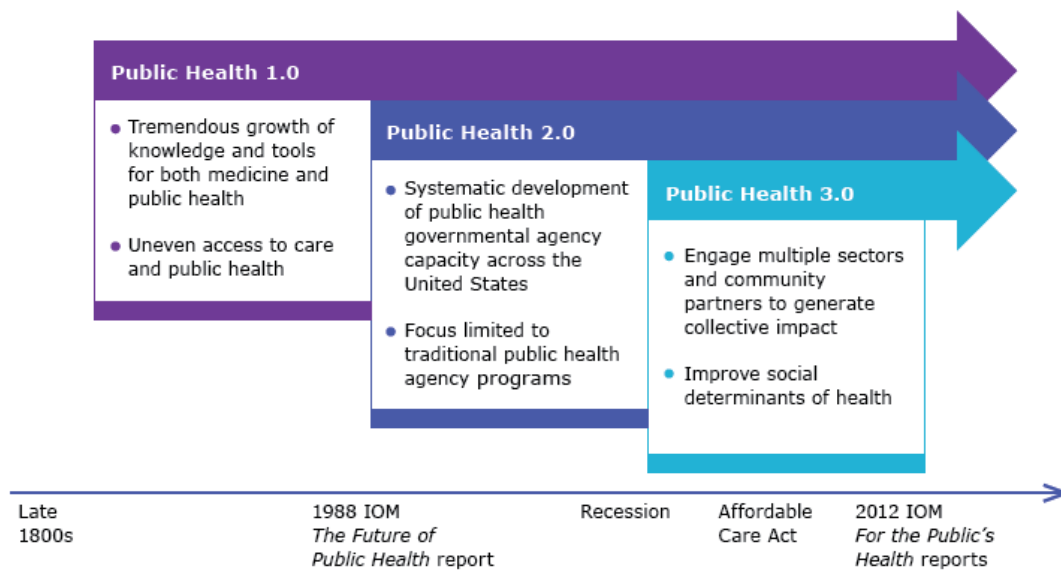 Public Health 1.0
Tremendous growth of
knowledge and tools
for both medicine and
public health
Uneven access to care
and public health
Public Health 2.0
Systematic development
of public health
governmental agency
capacity across the
United States
Focus limited to
traditional public health
agency programs
Public Health 3.0
Engage multiple sectors
and community
partners to generate
collective impact
Improve social
determinants of health
Late
1800s
1988 IOM
The Future of
Public Health report
Recession
Affordable
Care Act
2012 IOM
For the Public’s
Health reports